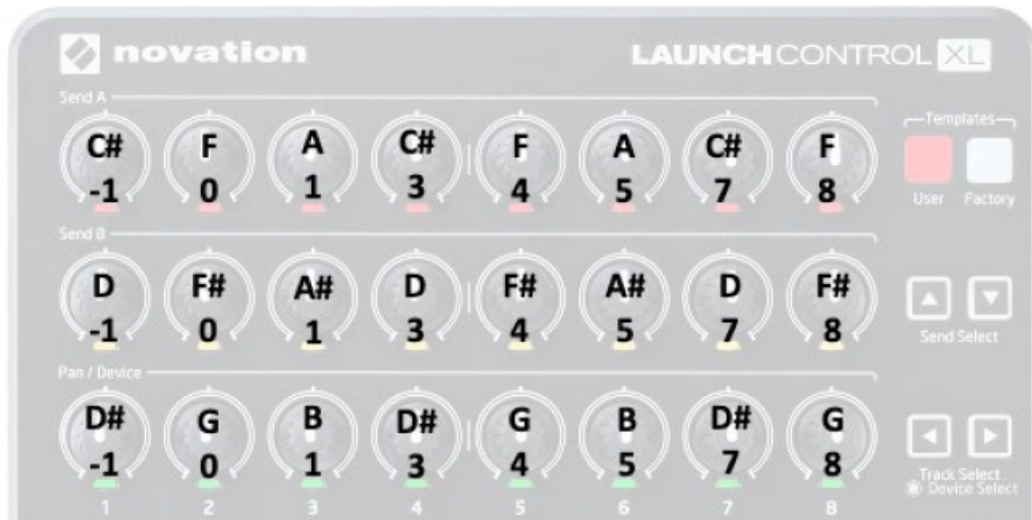 novation LAUNCHCONTROL XL
Send A
C# F A C# F A C# F
-1 0 1 3 4 5 7 8
Templates
User Factory
Send B
D F# A# D F# A# D F#
-1 0 1 3 4 5 7 8
Send Select
Pan / Device
D# G B D# G B D# G
-1 0 1 3 4 5 7 8
Track Select
Device Select
1 2 3 4 5 6 7 8